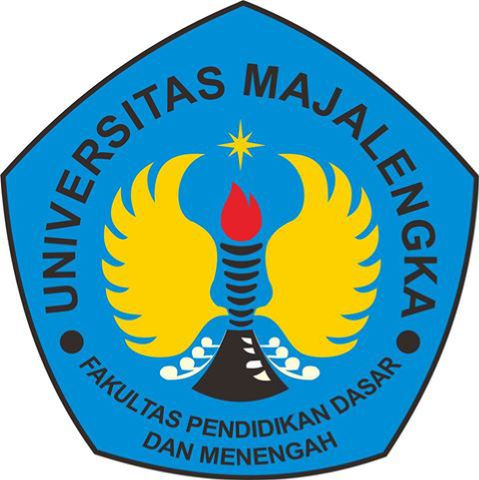 UNIVERSITAS MAJALENGKA
FAKULTAS PENDIDIKAN DASAR
DAN MENENGAH